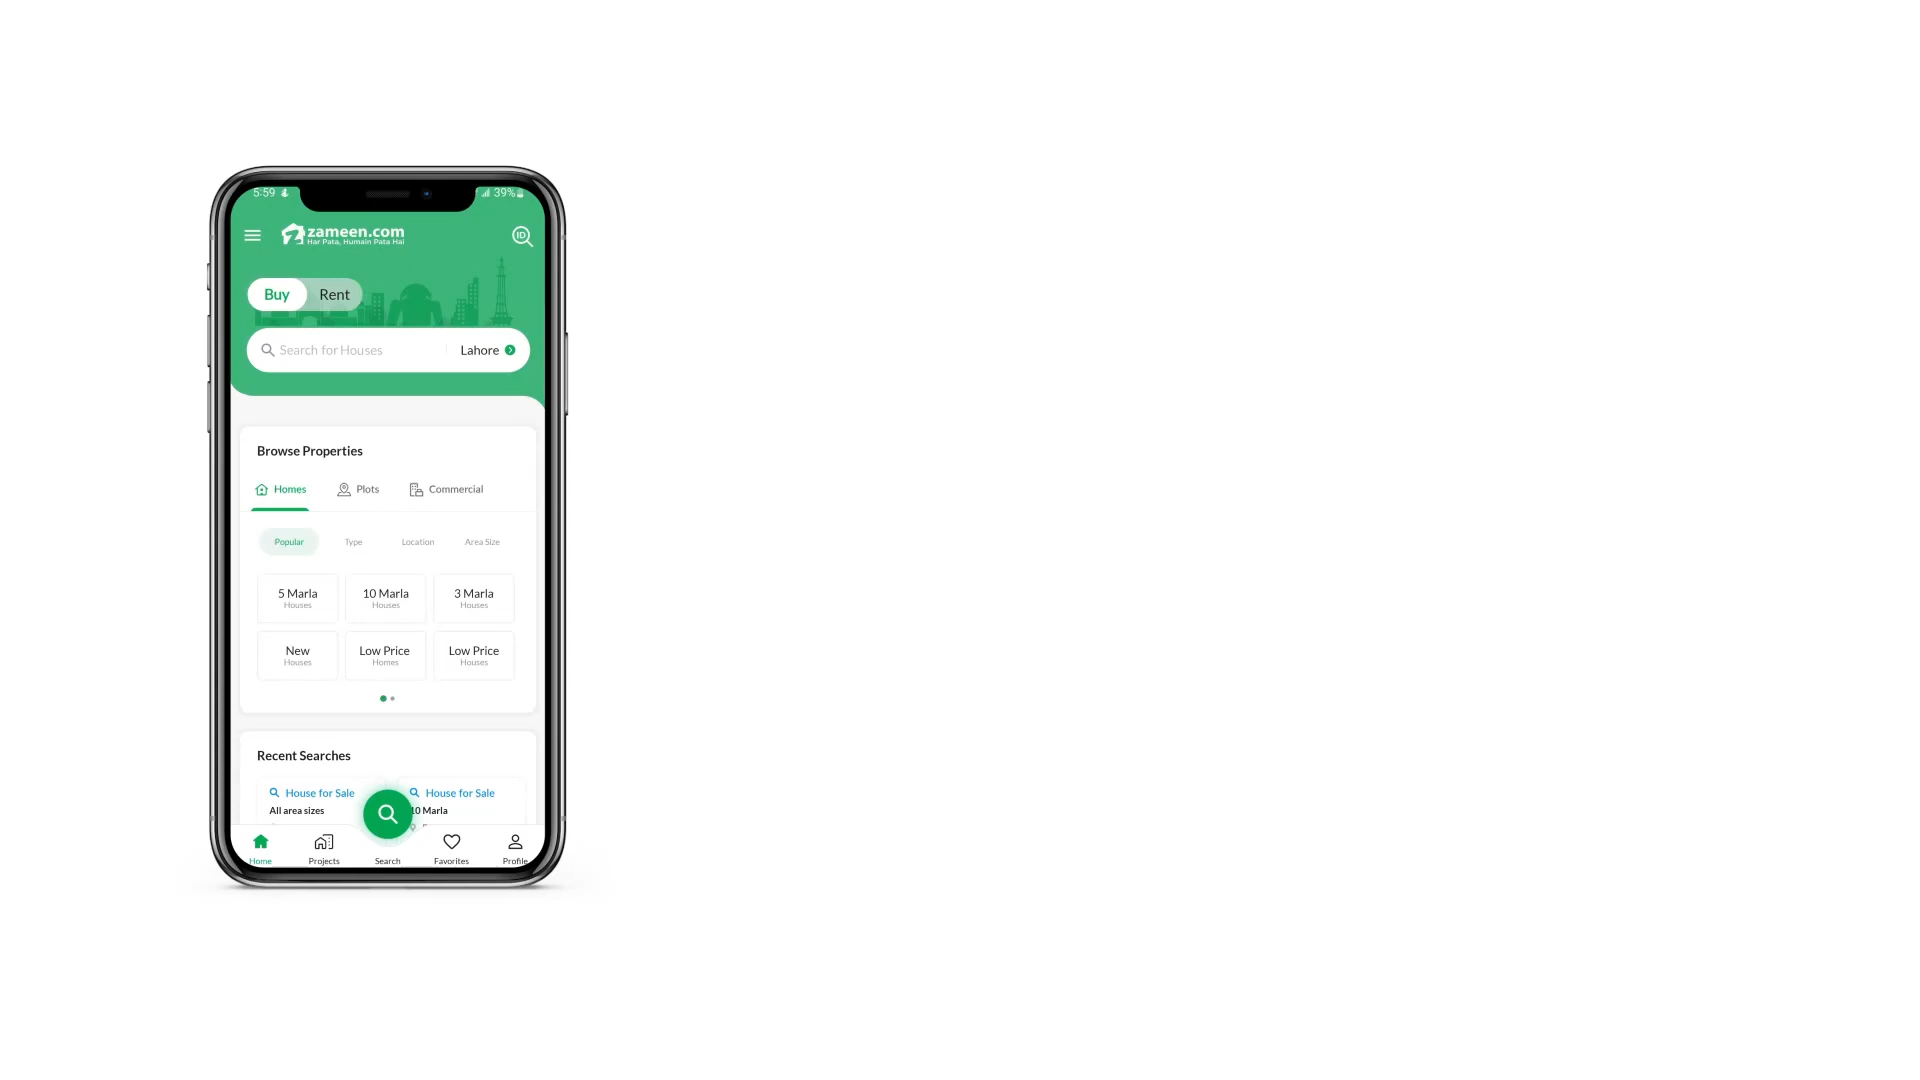 5:59
39%
zameen.com
Har Pata, Humain Pata Hai
ID
Buy Rent
Search for Houses Lahore
Browse Properties
Homes Plots Commercial
Popular Type Location Area Size
5 Marla 10 Marla 3 Marla
Houses Houses Houses
New Low Price Low Price
Houses Homes Houses
Recent Searches
House for Sale House for Sale
All area sizes 10 Marla
Home Projects Search Favorites Profile